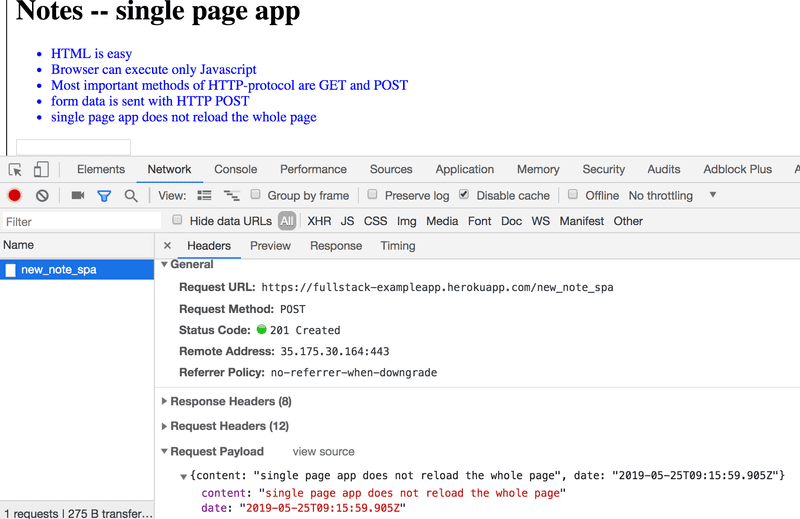 Notes -- single page app
HTML is easy
Browser can execute only Javascript
Most important methods of HTTP-protocol are GET and POST
form data is sent with HTTP POST
single page app does not reload the whole page
Elements Network Console Performance Sources Application Memory Security Audits Adblock Plus A
View: Group by frame Preserve log Disable cache Offline No throttling
Filter Hide data URLs All XHR JS CSS Img Media Font Doc WS Manifest Other
Name × Headers Preview Response Timing
new_note_spa
General
Request URL: https://fullstack-exampleapp.herokuapp.com/new_note_spa
Request Method: POST
Status Code: 201 Created
Remote Address: 35.175.30.164:443
Referrer Policy: no-referrer-when-downgrade
Response Headers (8)
Request Headers (12)
Request Payload view source
{content: "single page app does not reload the whole page", date: "2019-05-25T09:15:59.905Z"}
content: "single page app does not reload the whole page"
date: "2019-05-25T09:15:59.905Z"
1 requests | 275 B transfer...